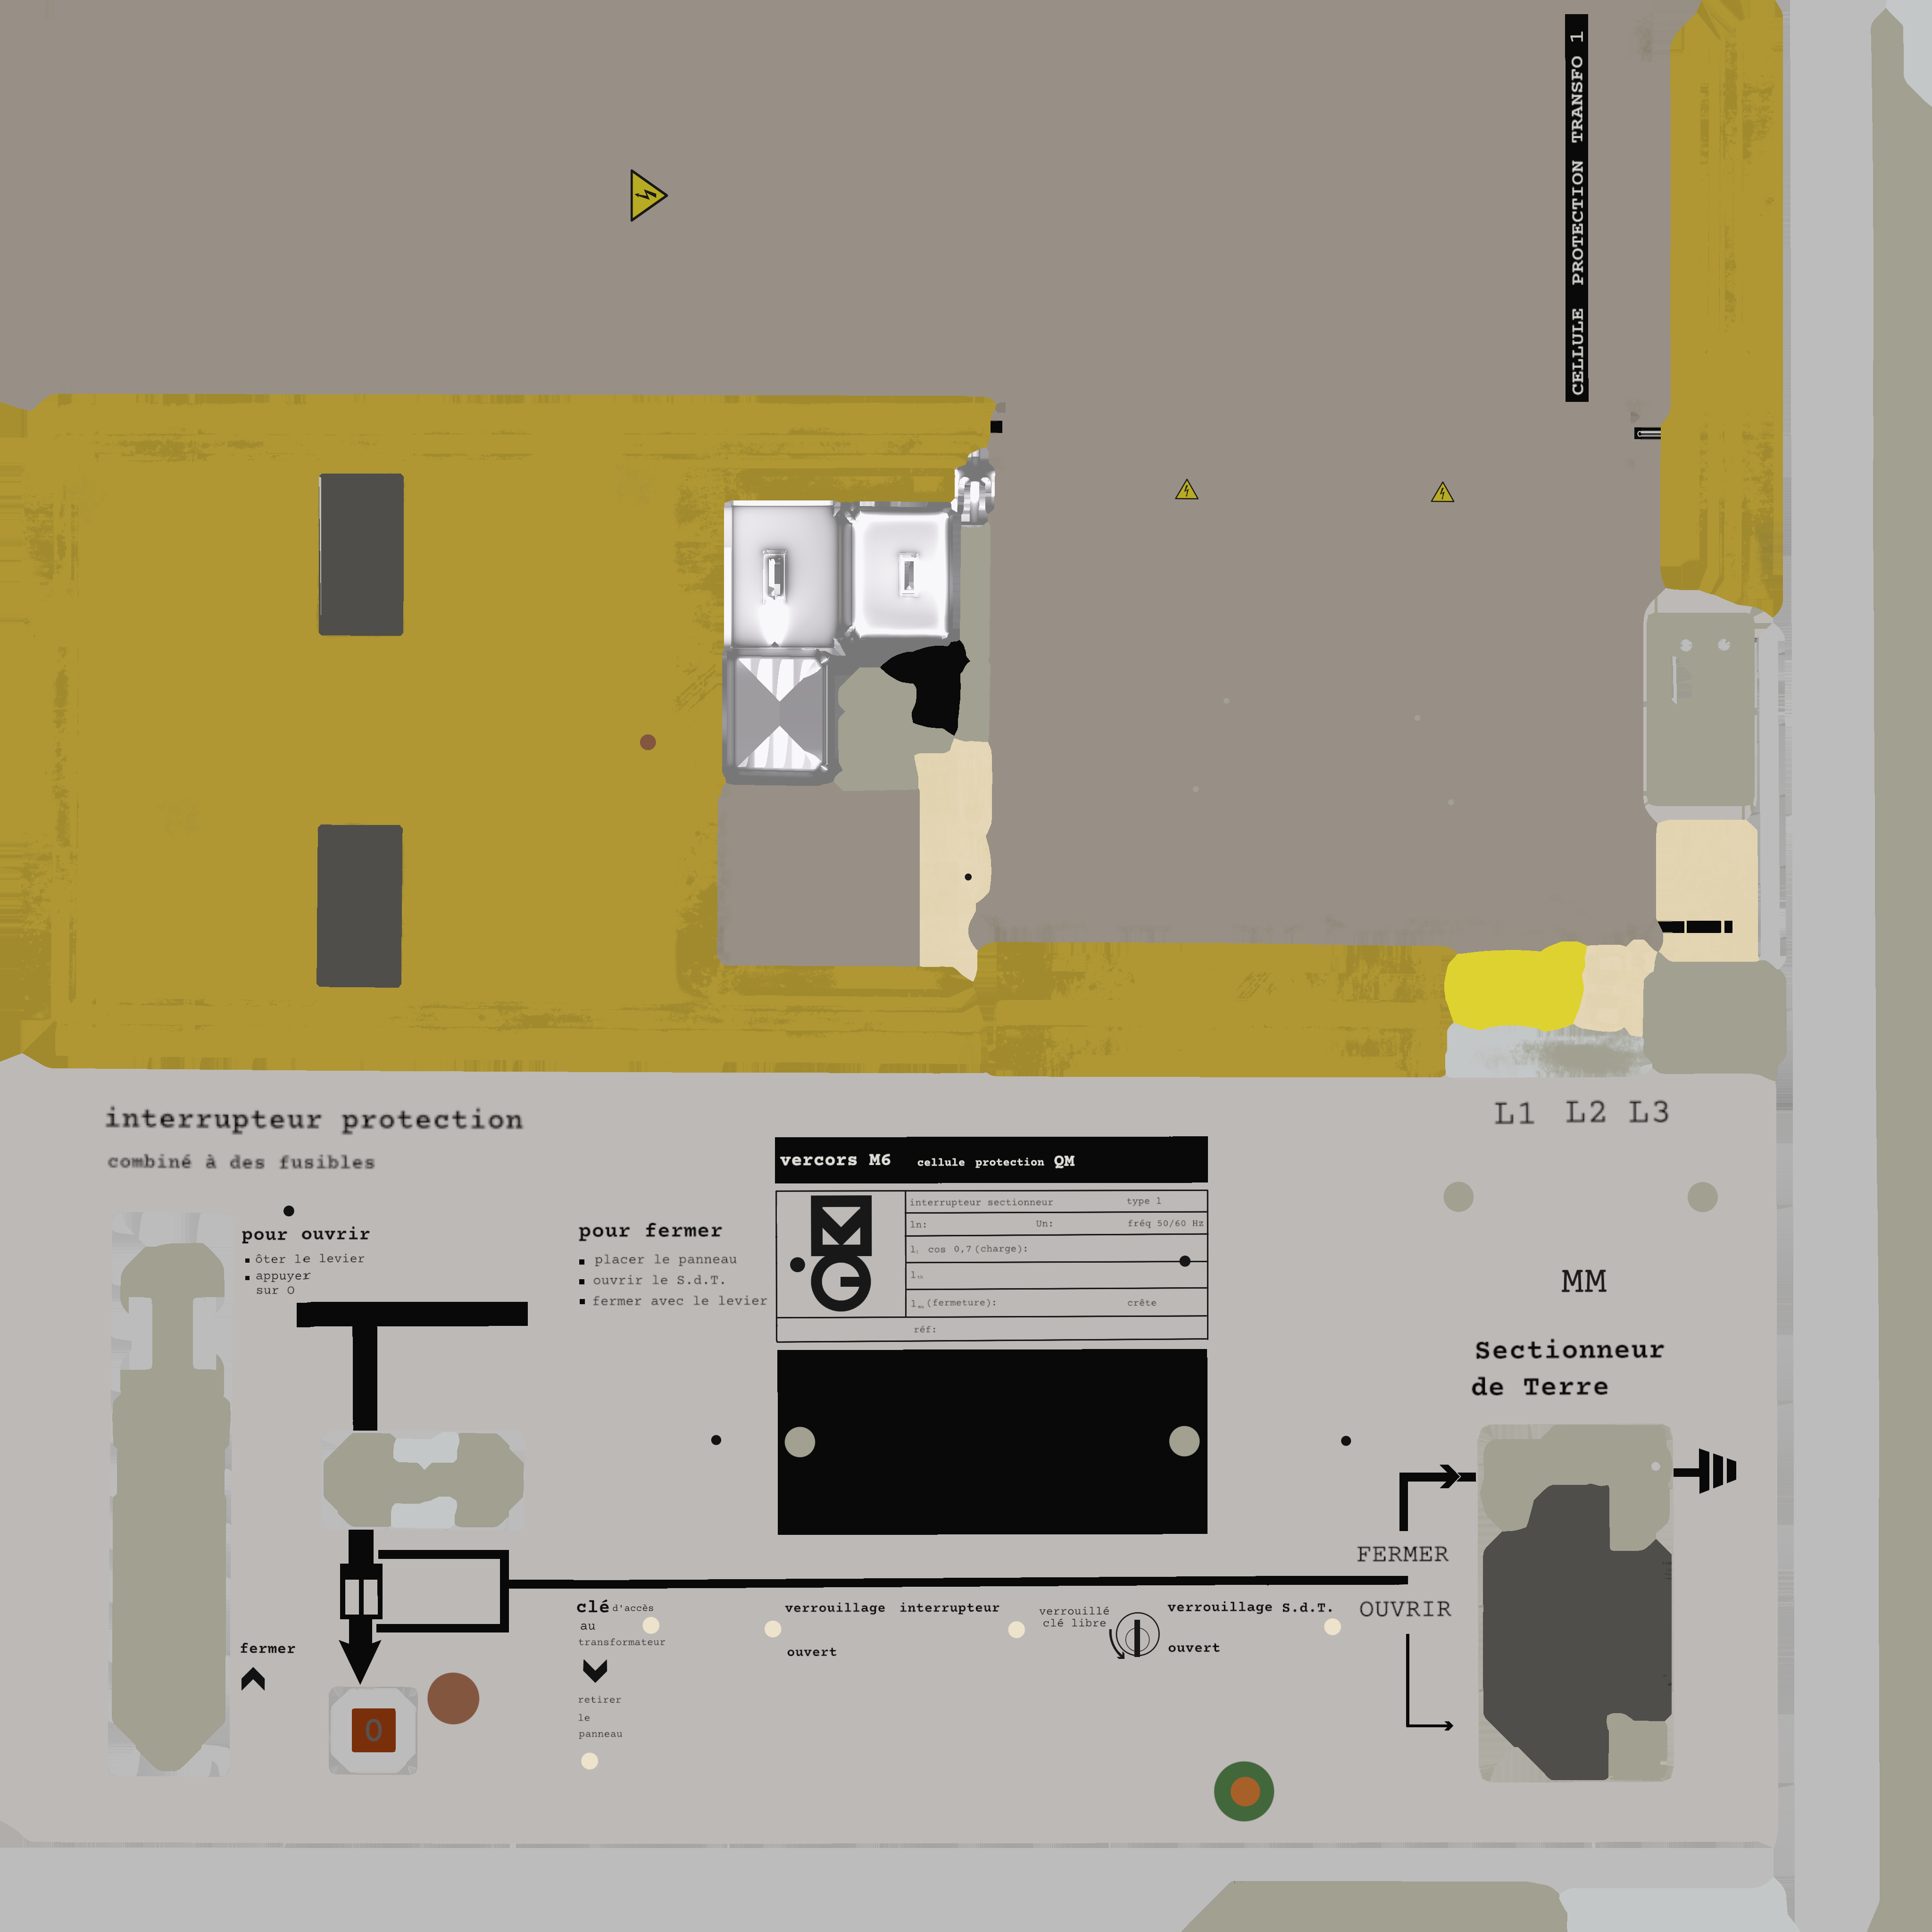 CELLULE PROTECTION TRANSFO 1
interrupteur protection
combiné à des fusibles
L1 L2 L3
pour ouvrir
▪ ôter le levier
▪ appuyer
sur O
pour fermer
▪ placer le panneau
▪ ouvrir le S.d.T.
▪ fermer avec le levier
vercors M6 cellule protection QM
MG
interrupteur sectionneur type 1
ln: Un: fréq 50/60 Hz
l cos 0,7(charge):
lth
l (fermeture): crête
réf:
MM
Sectionneur
de Terre
FERMER
OUVRIR
clé d'accès
au
transformateur
retirer
le
panneau
verrouillage interrupteur
ouvert
verrouillé
clé libre
verrouillage S.d.T.
ouvert
fermer
O